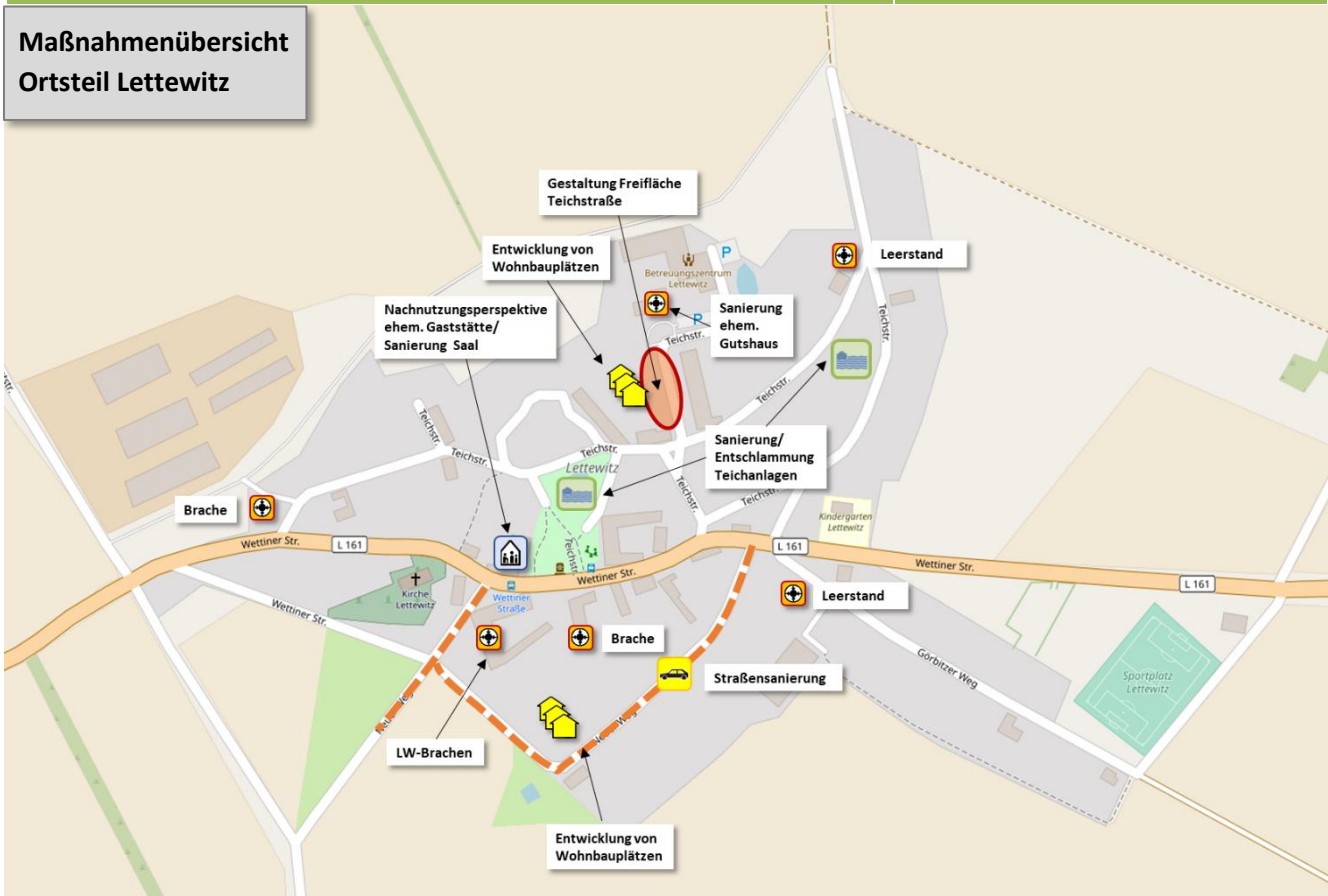 Maßnahmenübersicht
Ortsteil Lettewitz
Gestaltung Freifläche
Teichstraße
Entwicklung von
Wohnbauplätzen
P
Betreuungszentrum
Lettewitz
Leerstand
Nachnutzungsperspektive
ehem. Gaststätte/
Sanierung Saal
Sanierung
ehem.
Gutshaus
P
Teichstr.
Teichstr.
Teichstr.
Teichstr.
Teichstr.
Teichstr.
Lettewitz
Sanierung/
Entschlammung
Teichanlagen
Teichstr.
Teichstr.
Teichstr.
Kindergarten
Lettewitz
Brache
Wettiner Str.
L 161
Wettiner Str.
L 161
Wettiner Str.
L 161
Kirche
Lettewitz
Wettiner
Straße
Wettiner Str.
Leerstand
Brache
Görbitzer Weg
Sportplatz
Lettewitz
Straßensanierung
LW-Brachen
Entwicklung von
Wohnbauplätzen